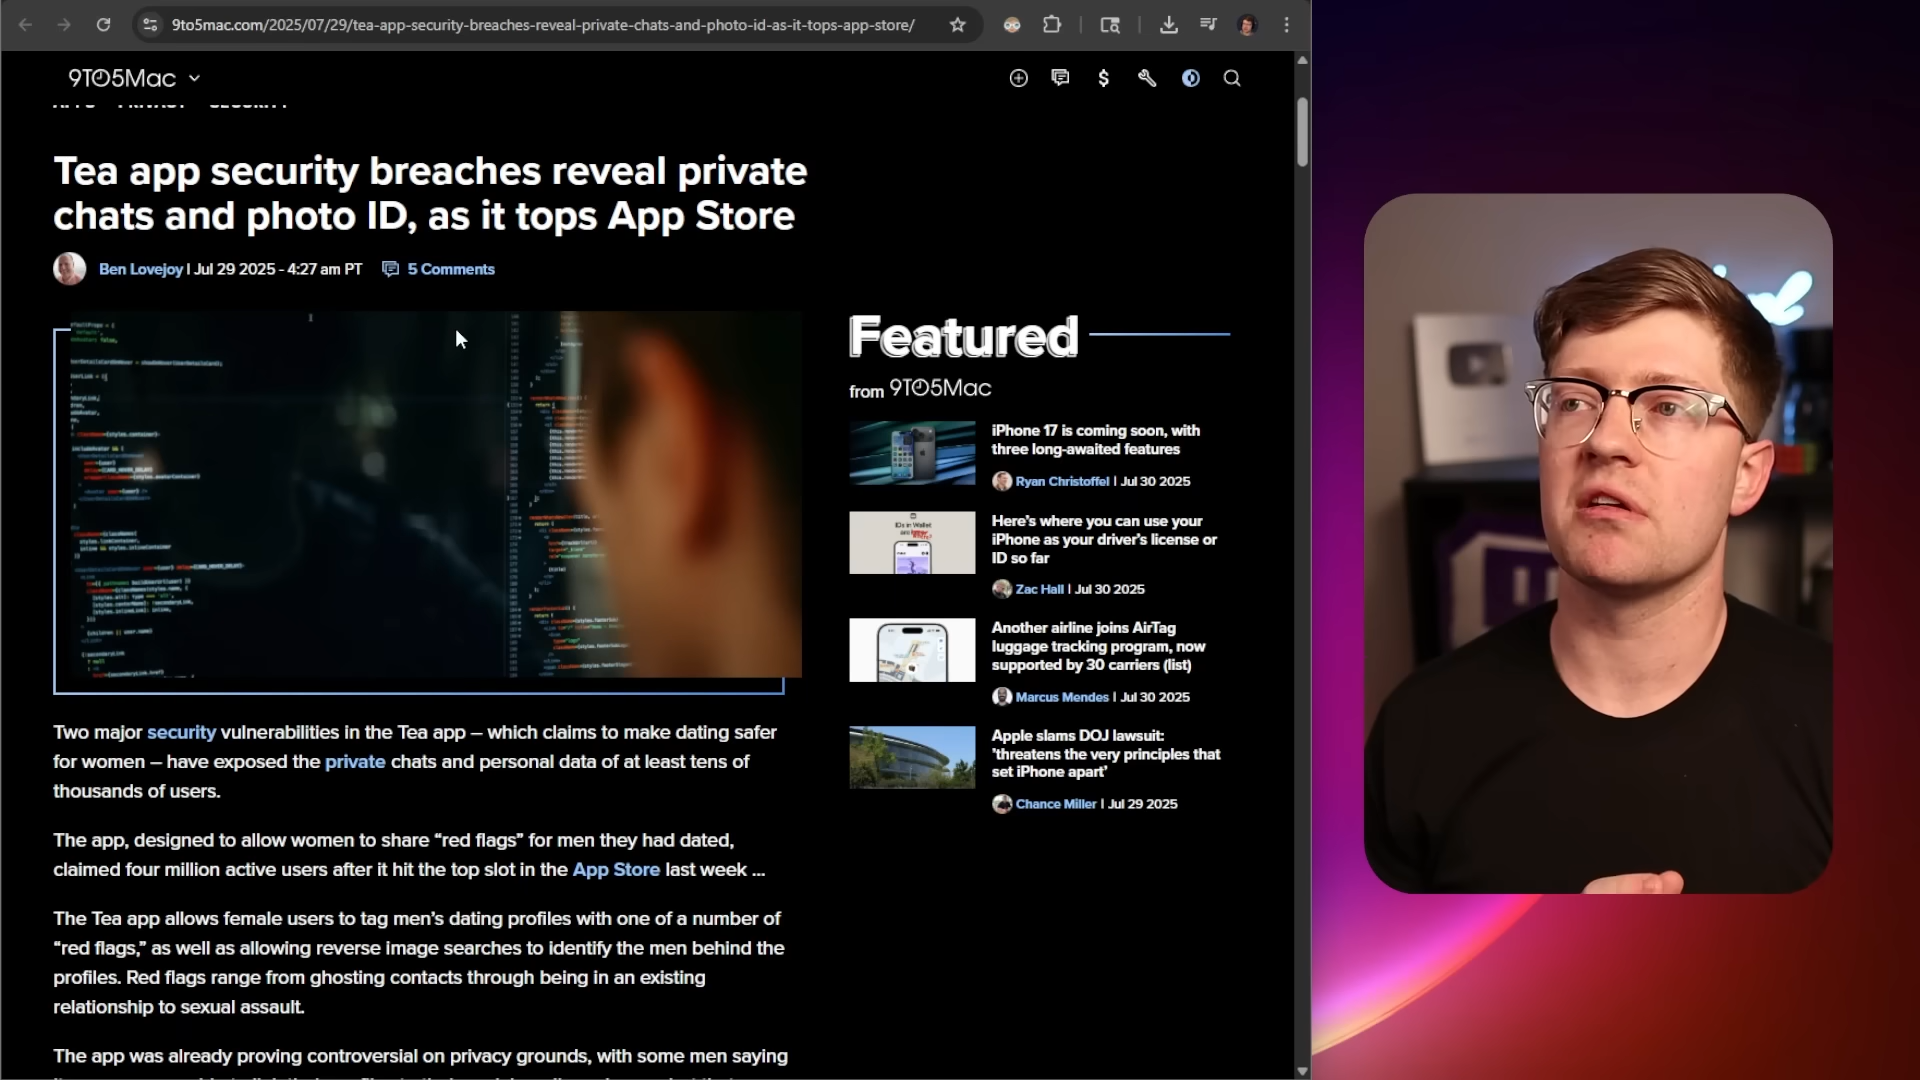 9to5mac.com/2025/07/29/tea-app-security-breaches-reveal-private-chats-and-photo-id-as-it-tops-app-store/
9TO5Mac
Tea app security breaches reveal private
chats and photo ID, as it tops App Store
Ben Lovejoy | Jul 29 2025 - 4:27 am PT
5 Comments
Two major security vulnerabilities in the Tea app – which claims to make dating safer
for women – have exposed the private chats and personal data of at least tens of
thousands of users.
The app, designed to allow women to share “red flags” for men they had dated,
claimed four million active users after it hit the top slot in the App Store last week ...
The Tea app allows female users to tag men’s dating profiles with one of a number of
“red flags,” as well as allowing reverse image searches to identify the men behind the
profiles. Red flags range from ghosting contacts through being in an existing
relationship to sexual assault.
The app was already proving controversial on privacy grounds, with some men saying
Featured
from 9TO5Mac
iPhone 17 is coming soon, with
three long-awaited features
Ryan Christoffel | Jul 30 2025
Here’s where you can use your
iPhone as your driver’s license or
ID so far
Zac Hall | Jul 30 2025
Another airline joins AirTag
luggage tracking program, now
supported by 30 carriers (list)
Marcus Mendes | Jul 30 2025
Apple slams DOJ lawsuit:
‘threatens the very principles that
set iPhone apart’
Chance Miller | Jul 29 2025